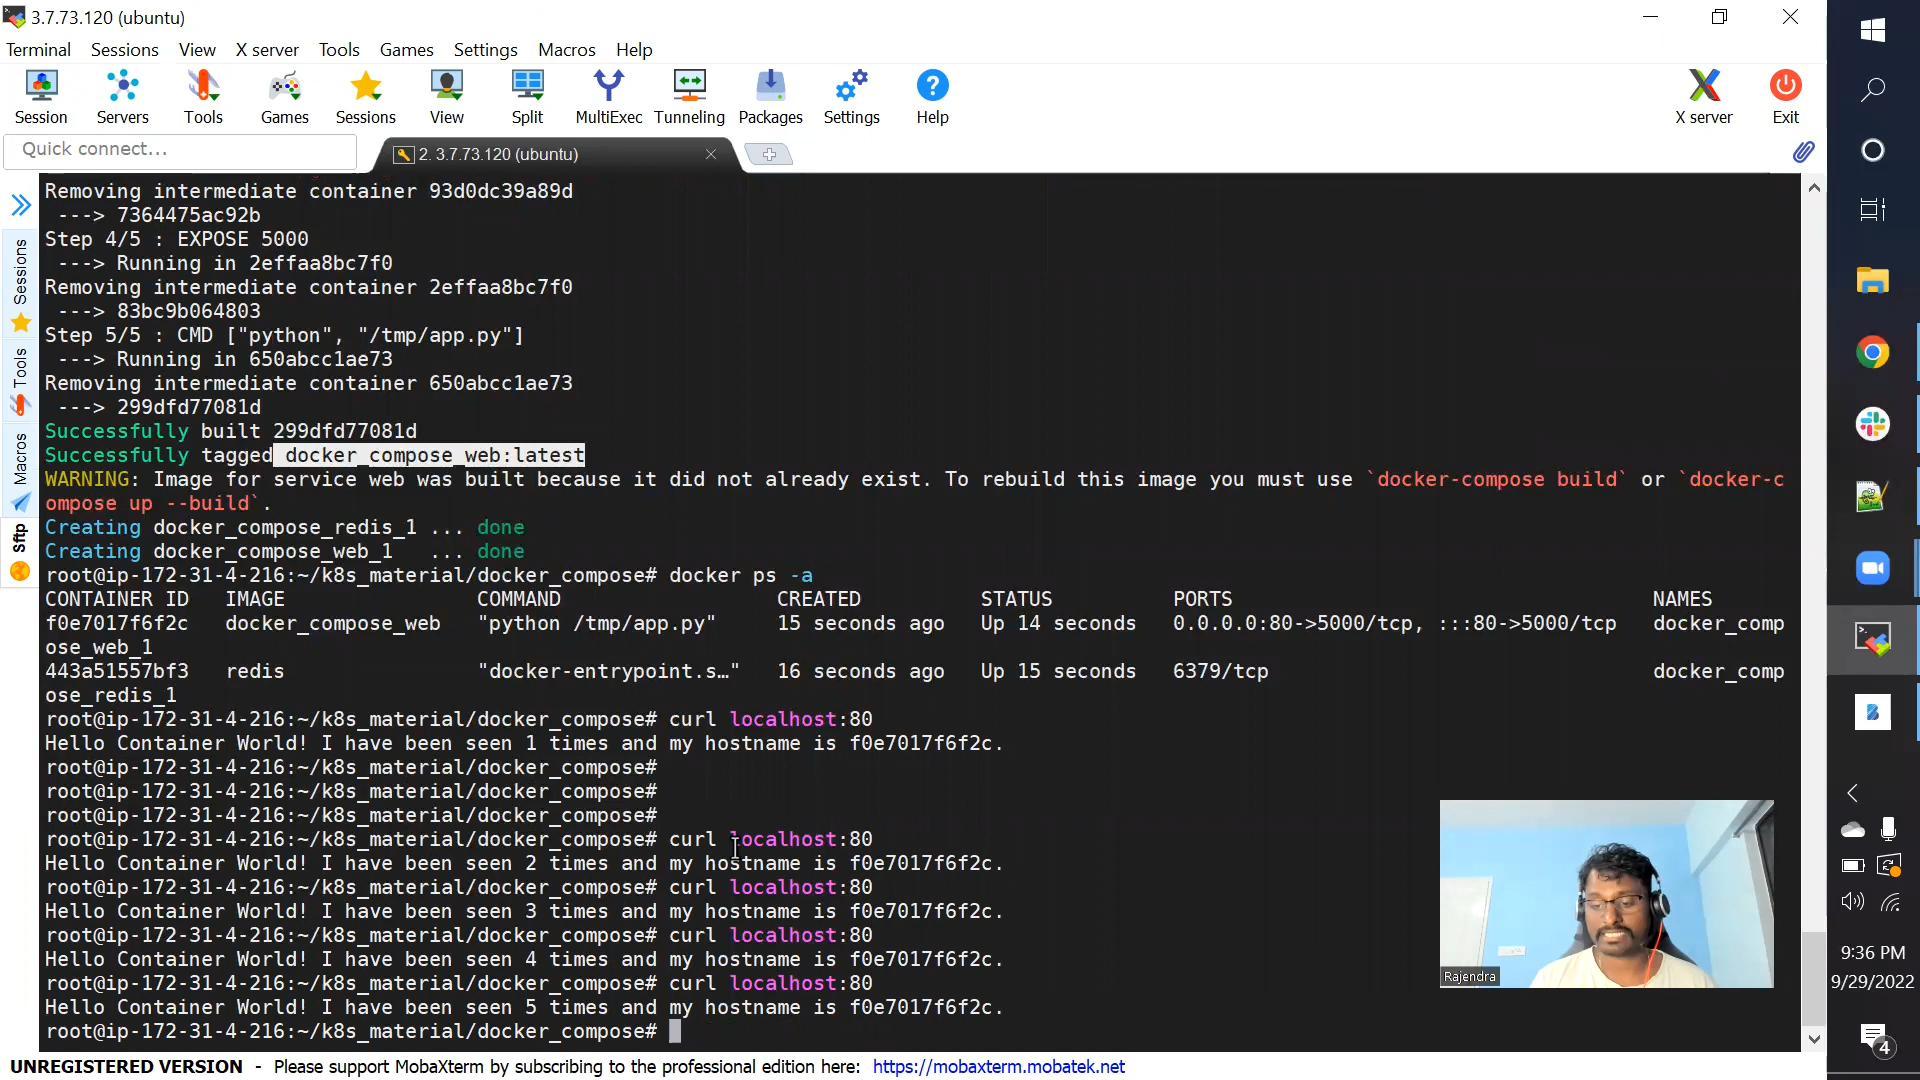 3.7.73.120 (ubuntu)
Terminal Sessions View X server Tools Games Settings Macros Help
Session Servers Tools Games Sessions View Split MultiExec Tunneling Packages Settings Help X server Exit
Quick connect...
2. 3.7.73.120 (ubuntu)
Sessions
Tools
Macros
Sftp
Removing intermediate container 93d0dc39a89d
---> 7364475ac92b
Step 4/5 : EXPOSE 5000
---> Running in 2effaa8bc7f0
Removing intermediate container 2effaa8bc7f0
---> 83bc9b064803
Step 5/5 : CMD ["python", "/tmp/app.py"]
---> Running in 650abcc1ae73
Removing intermediate container 650abcc1ae73
---> 299dfd77081d
Successfully built 299dfd77081d
Successfully tagged docker_compose_web:latest
WARNING: Image for service web was built because it did not already exist. To rebuild this image you must use `docker-compose build` or `docker-c
ompose up --build`.
Creating docker_compose_redis_1 ... done
Creating docker_compose_web_1 ... done
root@ip-172-31-4-216:~/k8s_material/docker_compose# docker ps -a
CONTAINER ID IMAGE COMMAND CREATED STATUS PORTS NAMES
f0e7017f6f2c docker_compose_web "python /tmp/app.py" 15 seconds ago Up 14 seconds 0.0.0.0:80->5000/tcp, :::80->5000/tcp docker_comp
ose_web_1
443a51557bf3 redis "docker-entrypoint.s…" 16 seconds ago Up 15 seconds 6379/tcp docker_comp
ose_redis_1
root@ip-172-31-4-216:~/k8s_material/docker_compose# curl localhost:80
Hello Container World! I have been seen 1 times and my hostname is f0e7017f6f2c.
root@ip-172-31-4-216:~/k8s_material/docker_compose#
root@ip-172-31-4-216:~/k8s_material/docker_compose#
root@ip-172-31-4-216:~/k8s_material/docker_compose#
root@ip-172-31-4-216:~/k8s_material/docker_compose# curl localhost:80
Hello Container World! I have been seen 2 times and my hostname is f0e7017f6f2c.
root@ip-172-31-4-216:~/k8s_material/docker_compose# curl localhost:80
Hello Container World! I have been seen 3 times and my hostname is f0e7017f6f2c.
root@ip-172-31-4-216:~/k8s_material/docker_compose# curl localhost:80
Hello Container World! I have been seen 4 times and my hostname is f0e7017f6f2c.
root@ip-172-31-4-216:~/k8s_material/docker_compose# curl localhost:80
Hello Container World! I have been seen 5 times and my hostname is f0e7017f6f2c.
root@ip-172-31-4-216:~/k8s_material/docker_compose#
Rajendra
9:36 PM
9/29/2022
4
UNREGISTERED VERSION - Please support MobaXterm by subscribing to the professional edition here: https://mobaxterm.mobatek.net